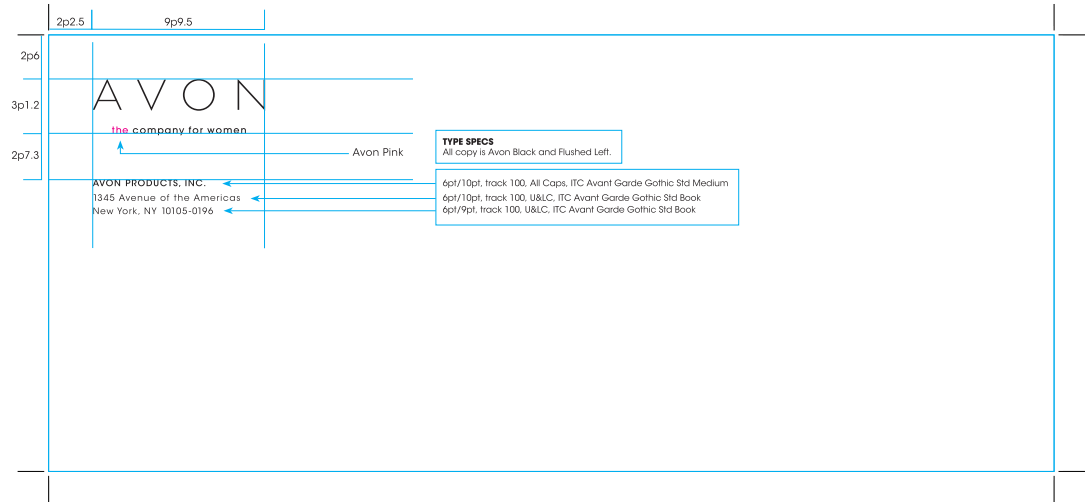 2p2.5 9p9.5
2p6
AVON
3p1.2
the company for women
TYPE SPECS
All copy is Avon Black and Flushed Left.
Avon Pink
2p7.3
AVON PRODUCTS, INC.
6pt/10pt, track 100, All Caps, ITC Avant Garde Gothic Std Medium
1345 Avenue of the Americas
6pt/10pt, track 100, U&LC, ITC Avant Garde Gothic Std Book
New York, NY 10105-0196
6pt/9pt, track 100, U&LC, ITC Avant Garde Gothic Std Book